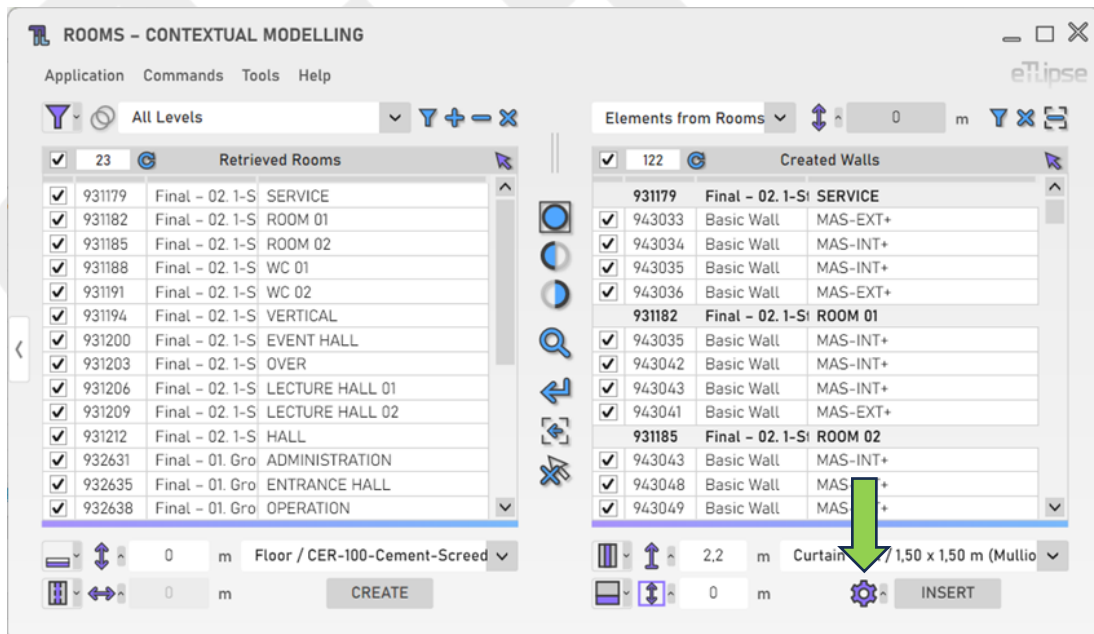 ROOMS – CONTEXTUAL MODELLING
Application Commands Tools Help
eTLipse
All Levels
Elements from Rooms 0 m
23 Retrieved Rooms
931179 Final – 02. 1-S SERVICE
931182 Final – 02. 1-S ROOM 01
931185 Final – 02. 1-S ROOM 02
931188 Final – 02. 1-S WC 01
931191 Final – 02. 1-S WC 02
931194 Final – 02. 1-S VERTICAL
931200 Final – 02. 1-S EVENT HALL
931203 Final – 02. 1-S OVER
931206 Final – 02. 1-S LECTURE HALL 01
931209 Final – 02. 1-S LECTURE HALL 02
931212 Final – 02. 1-S HALL
932631 Final – 01. Gro ADMINISTRATION
932635 Final – 01. Gro ENTRANCE HALL
932638 Final – 01. Gro OPERATION
0 m Floor / CER-100-Cement-Screed
0 m CREATE
122 Created Walls
931179 Final – 02. 1-St SERVICE
943033 Basic Wall MAS-EXT+
943034 Basic Wall MAS-INT+
943035 Basic Wall MAS-INT+
943036 Basic Wall MAS-EXT+
931182 Final – 02. 1-St ROOM 01
943035 Basic Wall MAS-INT+
943042 Basic Wall MAS-INT+
943043 Basic Wall MAS-INT+
943041 Basic Wall MAS-EXT+
931185 Final – 02. 1-St ROOM 02
943043 Basic Wall MAS-INT+
943048 Basic Wall MAS
943049 Basic Wall MAS
2,2 m Curtain / 1,50 x 1,50 m (Mullio
0 m INSERT